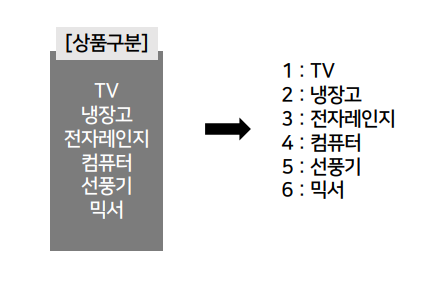 [상품구분]
TV
냉장고
전자레인지
컴퓨터
선풍기
믹서
1 : TV
2 : 냉장고
3 : 전자레인지
4 : 컴퓨터
5 : 선풍기
6 : 믹서